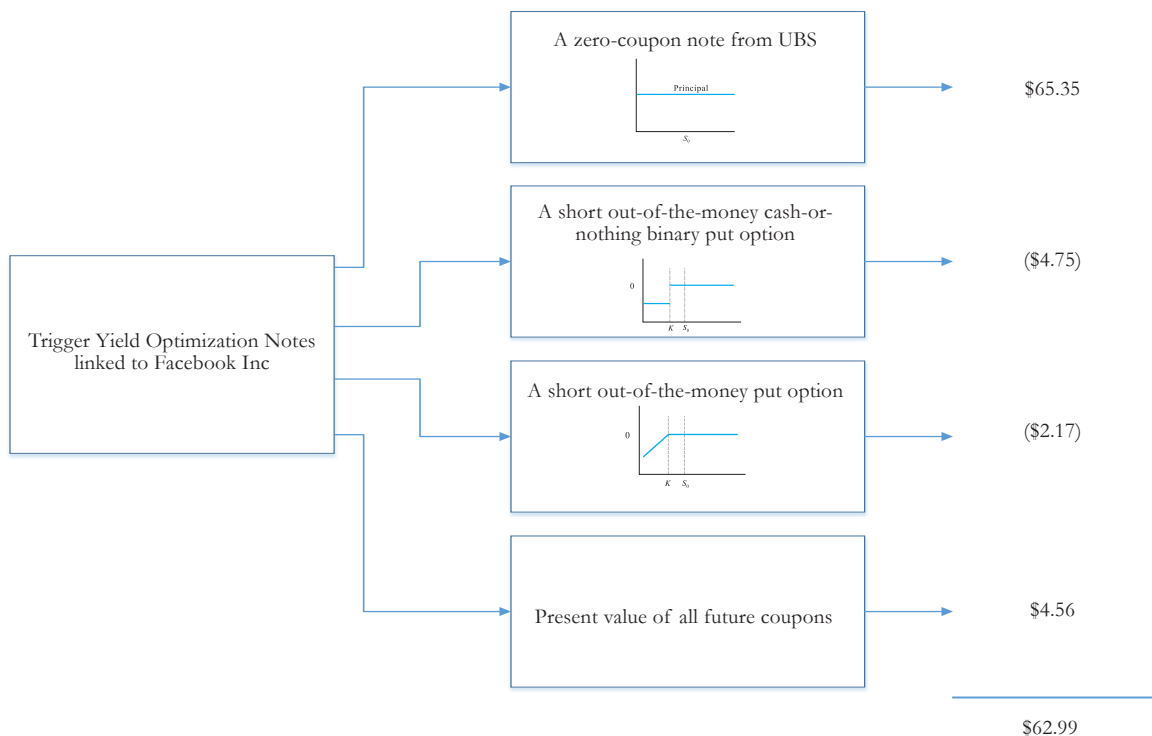 A zero-coupon note from UBS
Principal
S₀
$65.35
A short out-of-the-money cash-or-
nothing binary put option
0
K S₀
($4.75)
Trigger Yield Optimization Notes
linked to Facebook Inc
A short out-of-the-money put option
0
K S₀
($2.17)
Present value of all future coupons
$4.56
$62.99